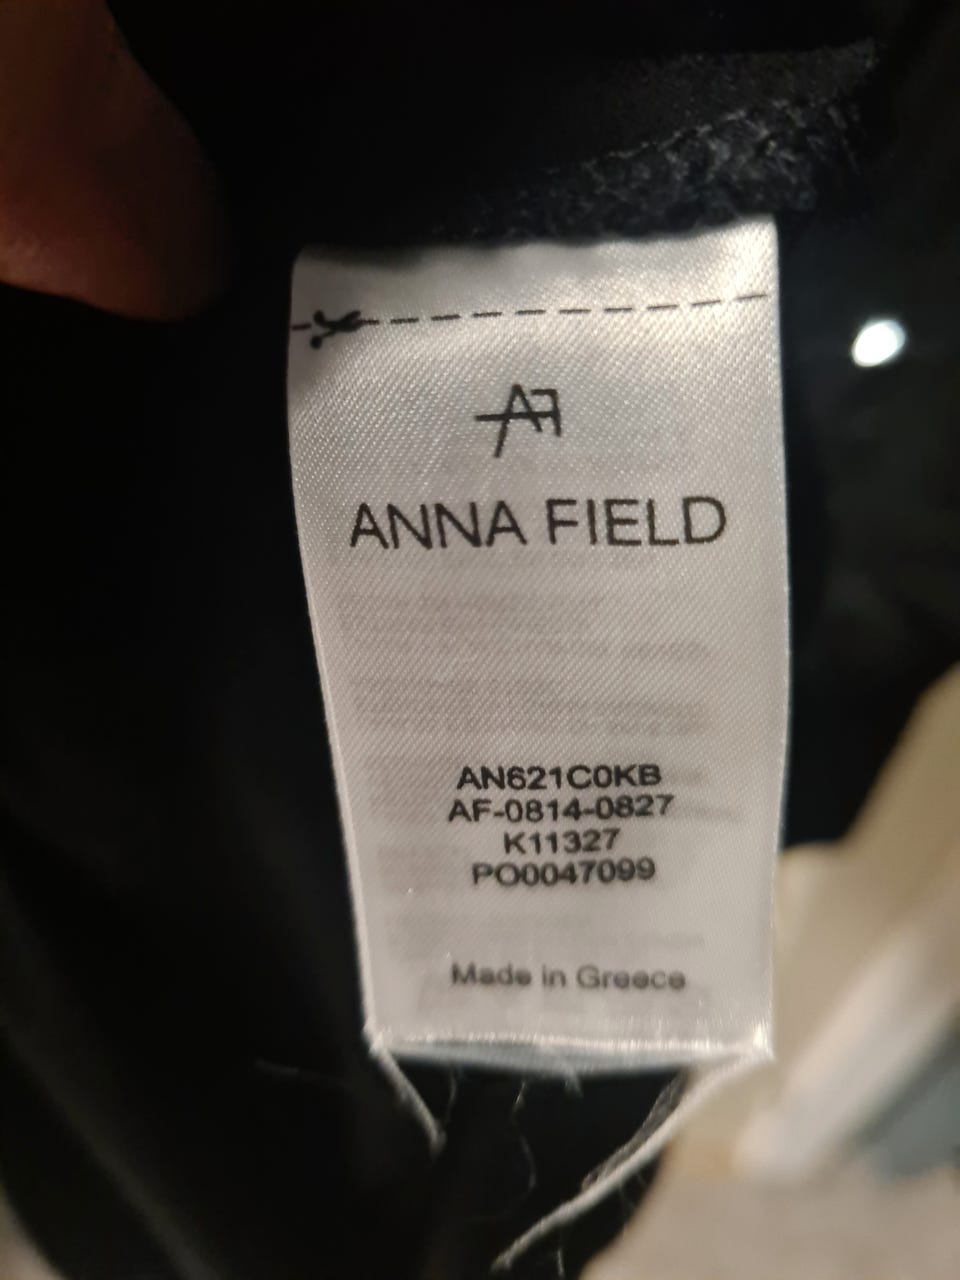 AF
ANNA FIELD
AN621C0KB
AF-0814-0827
K11327
PO0047099
Made in Greece